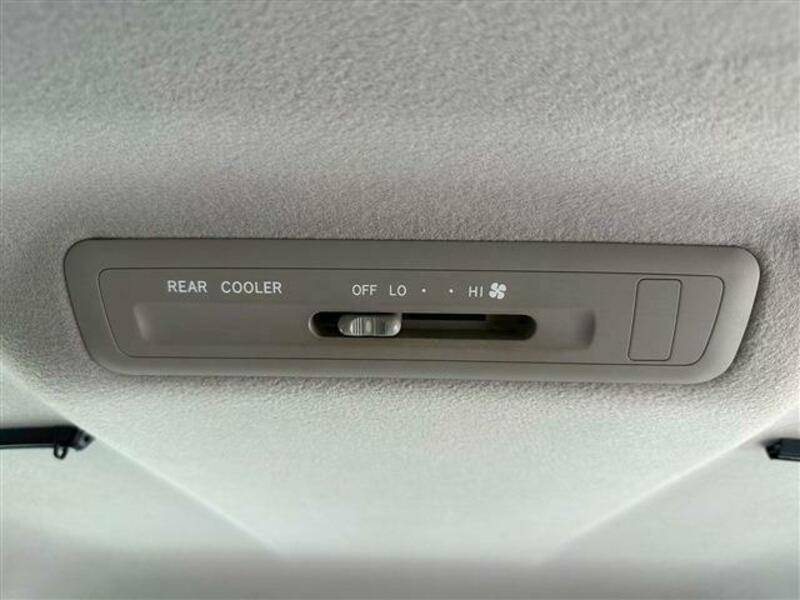 REAR COOLER OFF LO · · HI